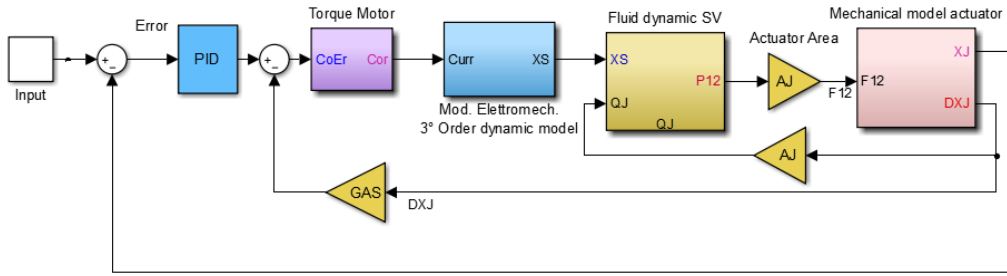 Input
+
-
Error
PID
+
-
Torque Motor
CoEr
Cor
Curr
XS
Mod. Elettromech.
3° Order dynamic model
Fluid dynamic SV
XS
P12
QJ
QJ
Actuator Area
AJ
F12
Mechanical model actuator
F12
XJ
DXJ
AJ
GAS
DXJ